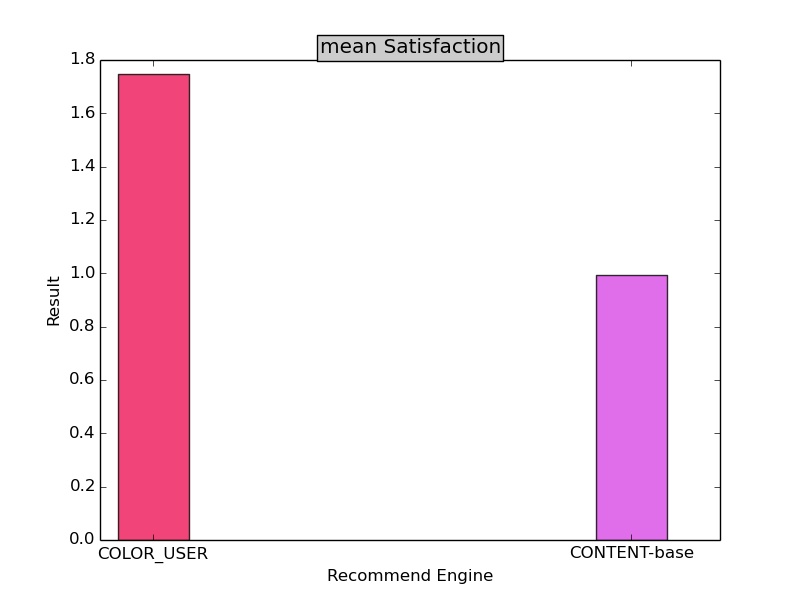 mean Satisfaction
1.8
1.6
1.4
1.2
1.0
0.8
0.6
0.4
0.2
0.0
Result
COLOR_USER
CONTENT-base
Recommend Engine